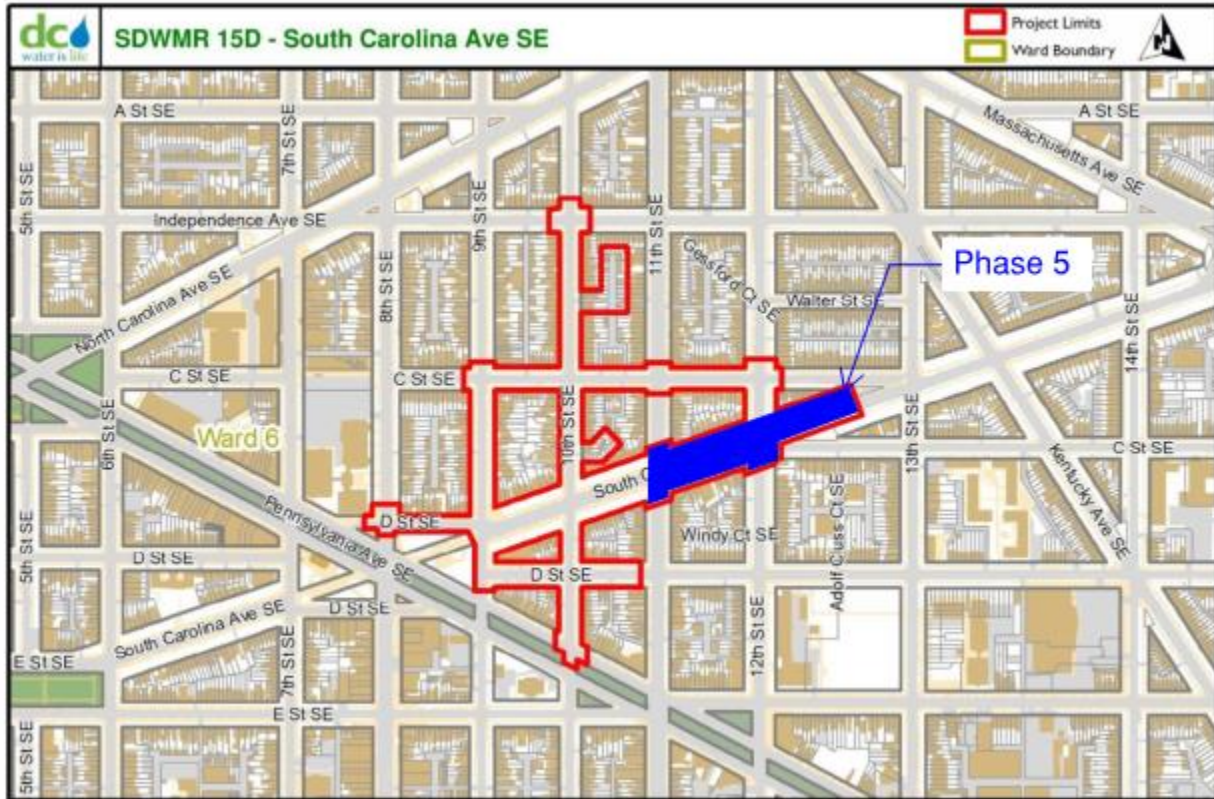 dc
water is life
SDWMR 15D - South Carolina Ave SE
Project Limits
Ward Boundary
A St SE
A St SE
Massachusetts Ave SE
5th St SE
7th St SE
Independence Ave SE
9th St SE
11th St SE
North Carolina Ave SE
8th St SE
Gessford Ct SE
Phase 5
Walter St SE
14th St SE
C St SE
C St SE
6th St SE
Ward 6
10th St SE
South C
13th St SE
C St SE
Kentucky Ave SE
D St SE
Pennsylvania Ave SE
Windy Ct SE
5th St SE
D St SE
D St SE
Adolf Cuss Ct SE
D St SE
South Carolina Ave SE
12th St SE
E St SE
7th St SE
E St SE
5th St SE